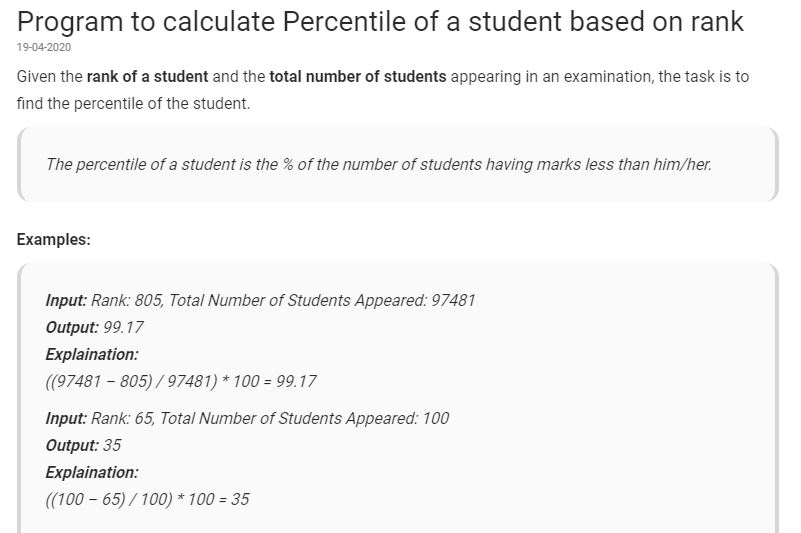 Program to calculate Percentile of a student based on rank
19-04-2020
Given the rank of a student and the total number of students appearing in an examination, the task is to
find the percentile of the student.
The percentile of a student is the % of the number of students having marks less than him/her.
Examples:
Input: Rank: 805, Total Number of Students Appeared: 97481
Output: 99.17
Explaination:
((97481 – 805) / 97481) * 100 = 99.17
Input: Rank: 65, Total Number of Students Appeared: 100
Output: 35
Explaination:
((100 – 65) / 100) * 100 = 35